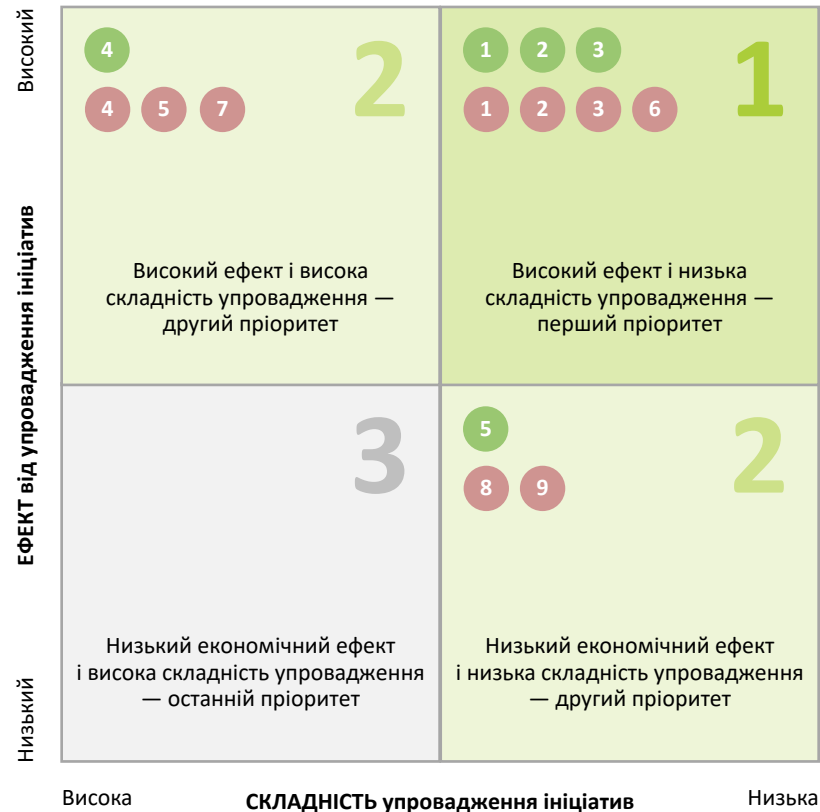 Високий
ЕФЕКТ від упровадження ініціатив
Низький
4
4 5 7
2
Високий ефект і висока
складність упровадження —
другий пріоритет
1 2 3
1 2 3 6
1
Високий ефект і низька
складність упровадження —
перший пріоритет
3
Низький економічний ефект
і висока складність упровадження
— останній пріоритет
5
8 9
2
Низький економічний ефект
і низька складність упровадження
— другий пріоритет
Висока
СКЛАДНІСТЬ упровадження ініціатив
Низька